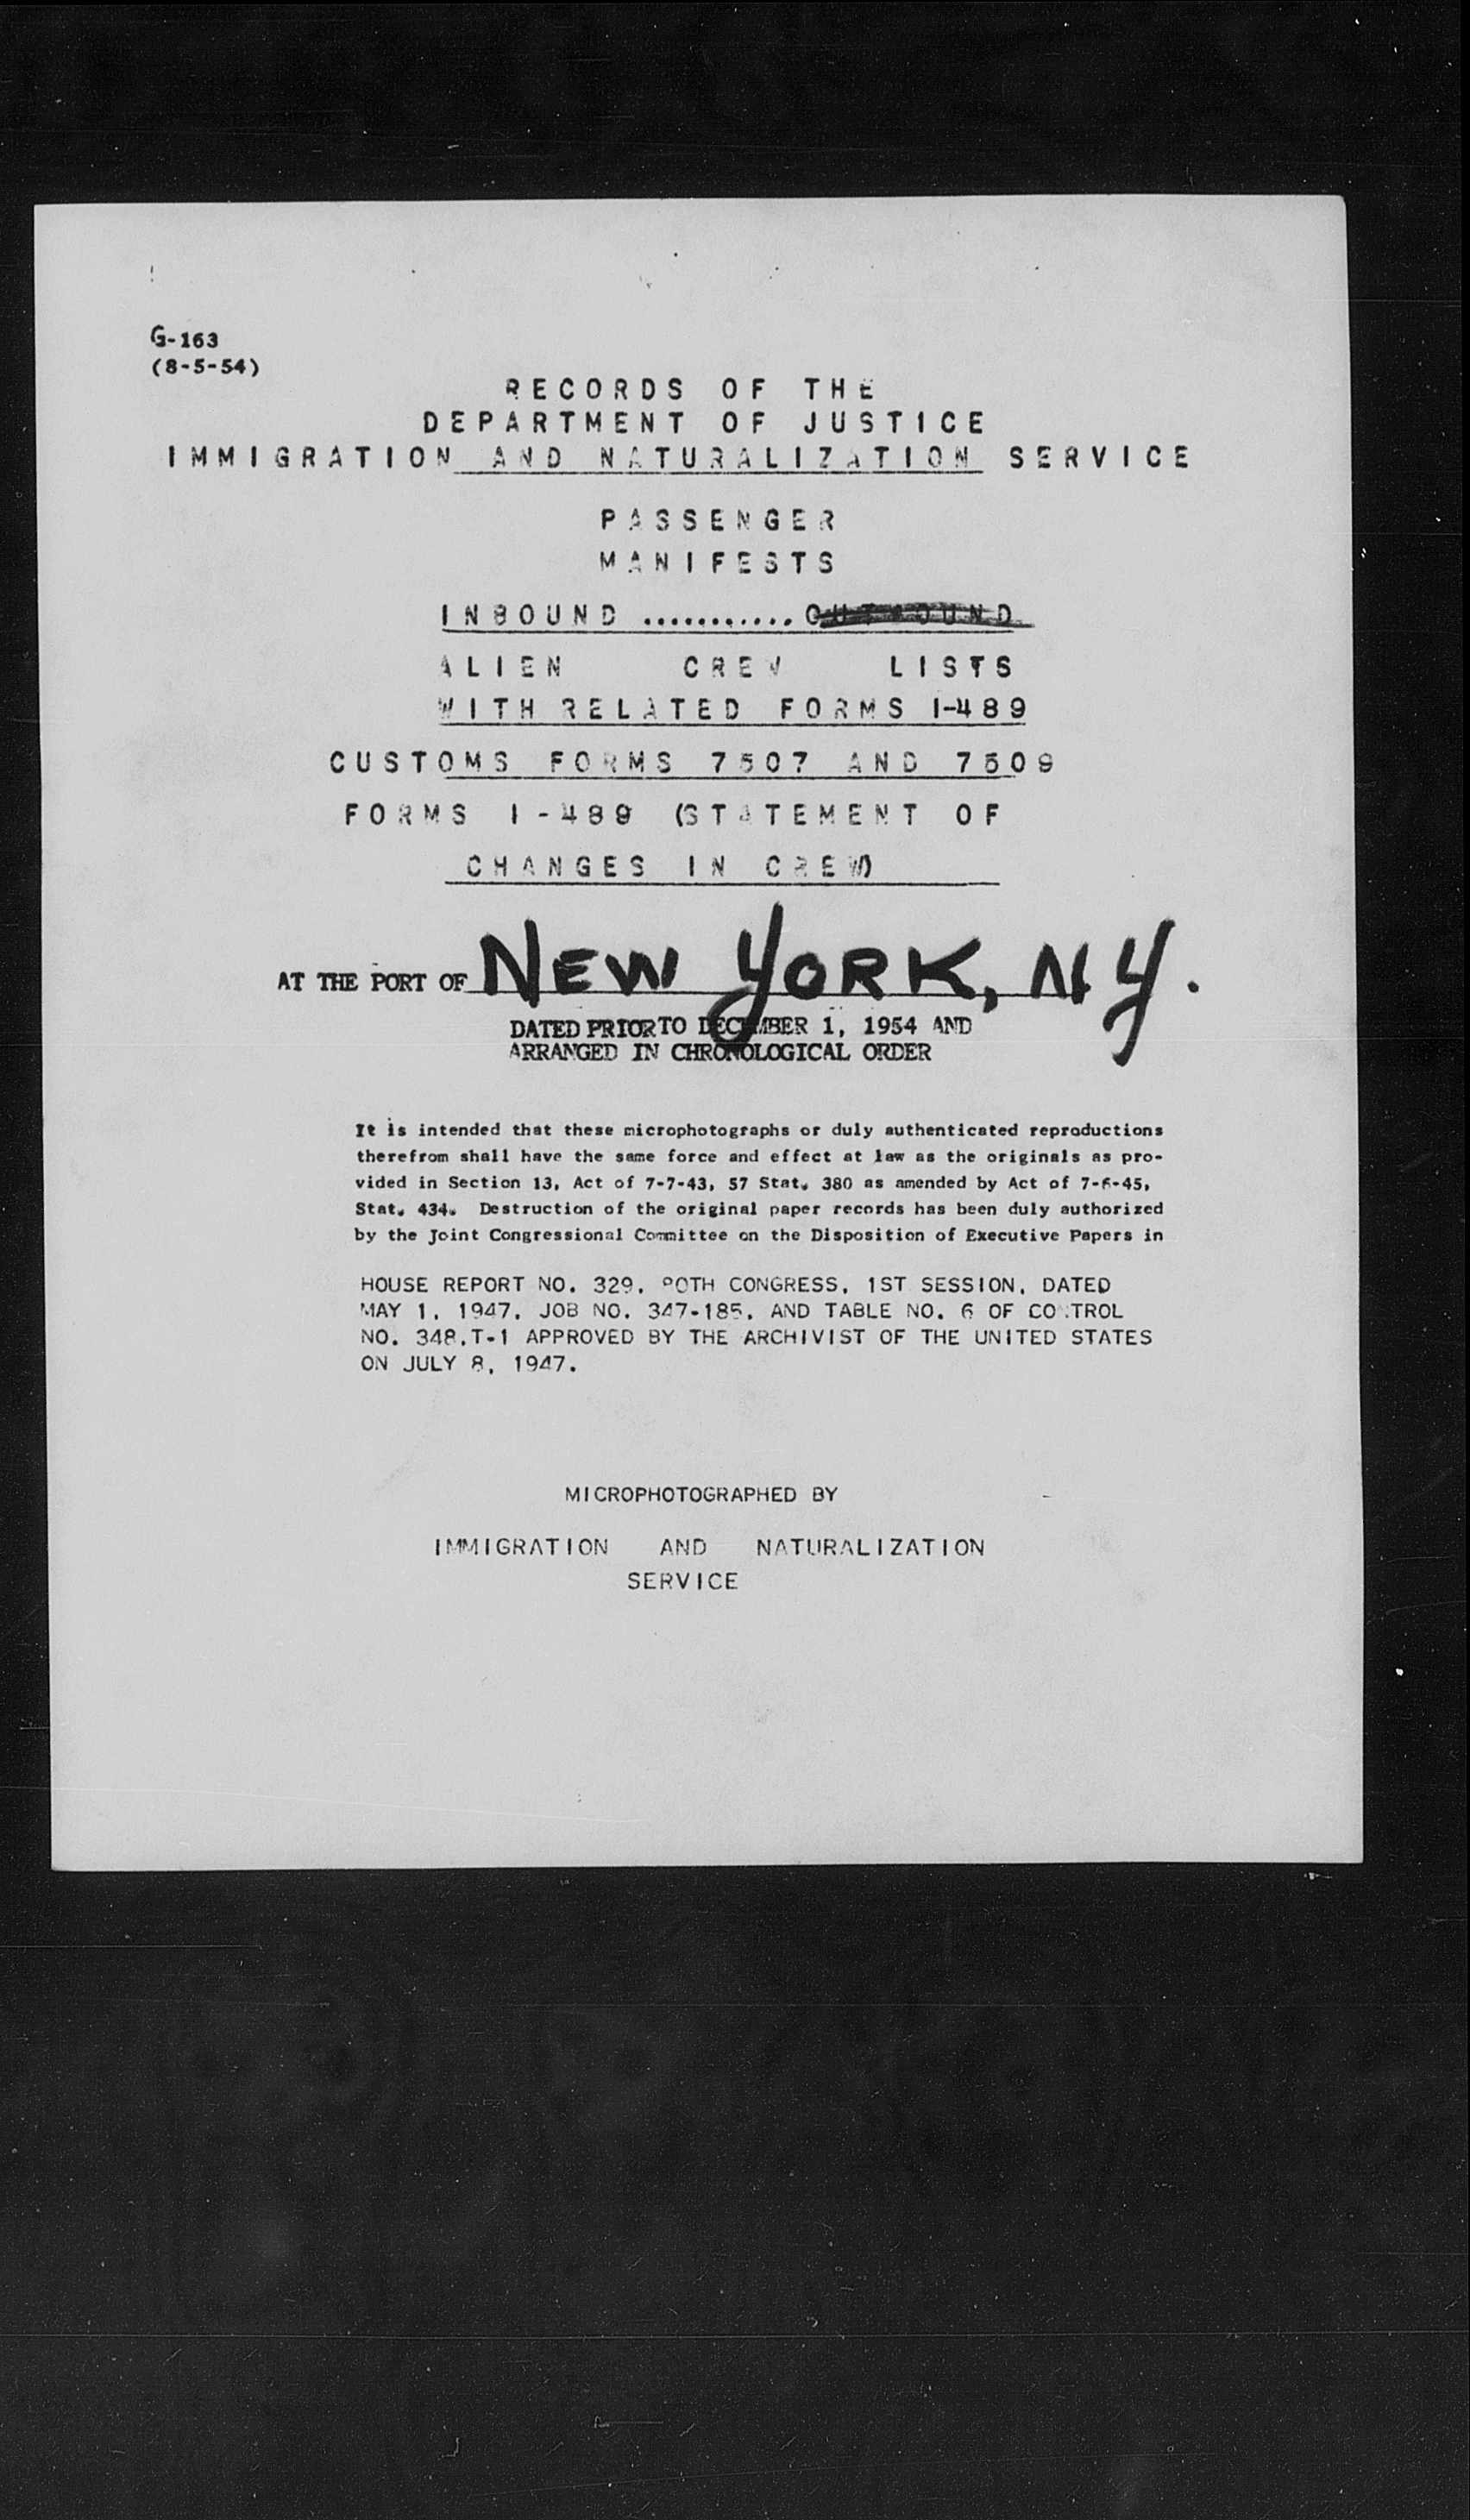 G-163
(8-5-54)
RECORDS OF THE
DEPARTMENT OF JUSTICE
IMMIGRATION AND NATURALIZATION SERVICE
PASSENGER
MANIFESTS
INBOUND ........... OUTBOUND
ALIEN CREW LISTS
WITH RELATED FORMS I-489
CUSTOMS FORMS 7507 AND 7509
FORMS I-489 (STATEMENT OF
CHANGES IN CREW)
AT THE PORT OF NEW YORK, NY.
DATED PRIOR TO DECEMBER 1, 1954 AND
ARRANGED IN CHRONOLOGICAL ORDER
It is intended that these microphotographs or duly authenticated reproductions
therefrom shall have the same force and effect at law as the originals as pro-
vided in Section 13, Act of 7-7-43, 57 Stat. 380 as amended by Act of 7-6-45,
Stat. 434. Destruction of the original paper records has been duly authorized
by the Joint Congressional Committee on the Disposition of Executive Papers in
HOUSE REPORT NO. 329, 80TH CONGRESS, 1ST SESSION, DATED
MAY 1, 1947, JOB NO. 347-185, AND TABLE NO. 6 OF CONTROL
NO. 348,T-1 APPROVED BY THE ARCHIVIST OF THE UNITED STATES
ON JULY 8, 1947.
MICROPHOTOGRAPHED BY
IMMIGRATION AND NATURALIZATION
SERVICE